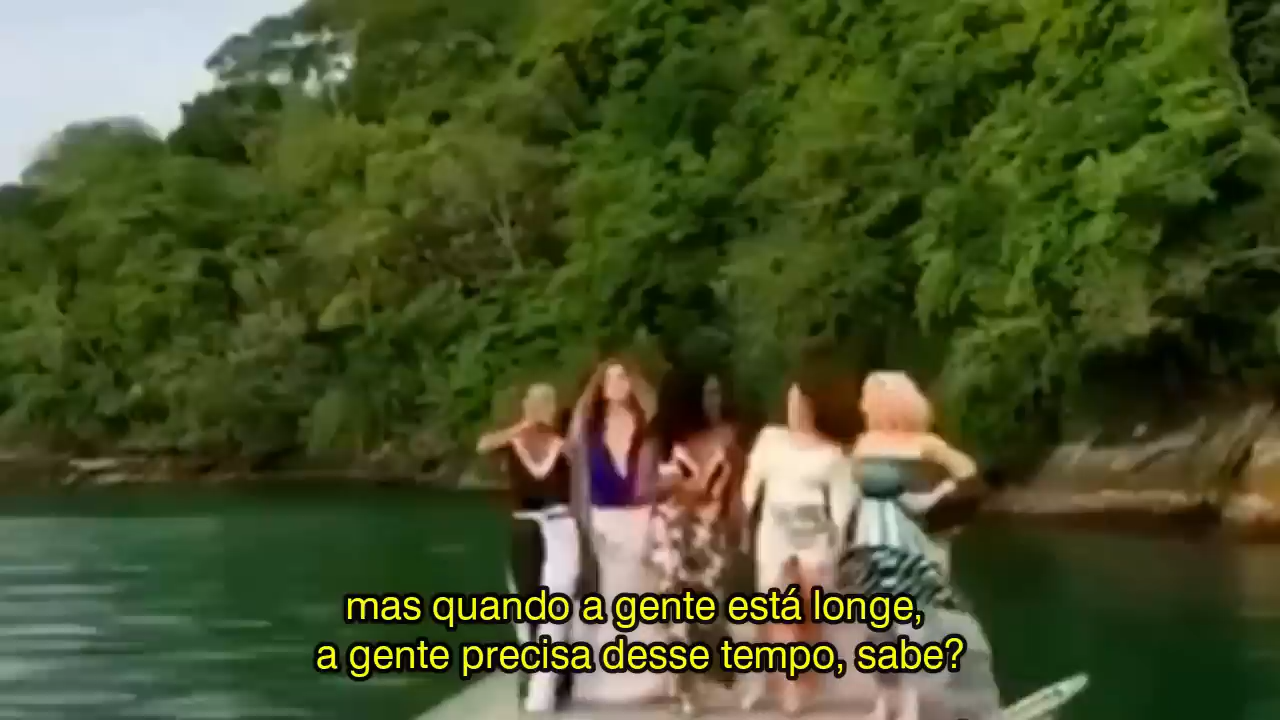 mas quando a gente está longe,
a gente precisa desse tempo, sabe?